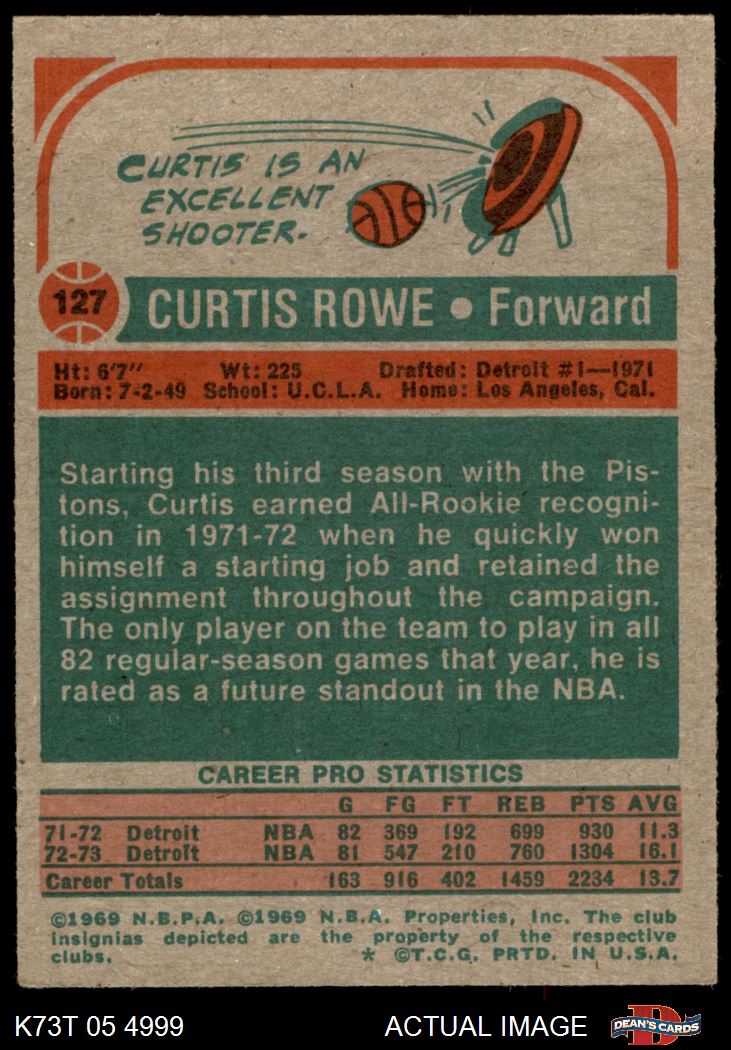 CURTIS IS AN
EXCELLENT
SHOOTER.
127
CURTIS ROWE • Forward
Ht: 6'7" Wt: 225 Drafted: Detroit #1—1971
Born: 7-2-49 School: U.C.L.A. Home: Los Angeles, Cal.
Starting his third season with the Pis-
tons, Curtis earned All-Rookie recogni-
tion in 1971-72 when he quickly won
himself a starting job and retained the
assignment throughout the campaign.
The only player on the team to play in all
82 regular-season games that year, he is
rated as a future standout in the NBA.
CAREER PRO STATISTICS
G FG FT REB PTS AVG
71-72 Detroit NBA 82 369 192 699 930 11.3
72-73 Detroit NBA 81 547 210 760 1304 16.1
Career Totals 163 916 402 1459 2234 13.7
©1969 N.B.P.A. ©1969 N.B.A. Properties, Inc. The club
insignias depicted are the property of the respective
clubs. * ©T.C.G. PRTD. IN U.S.A.
K73T 05 4999 ACTUAL IMAGE D DEAN'S CARDS